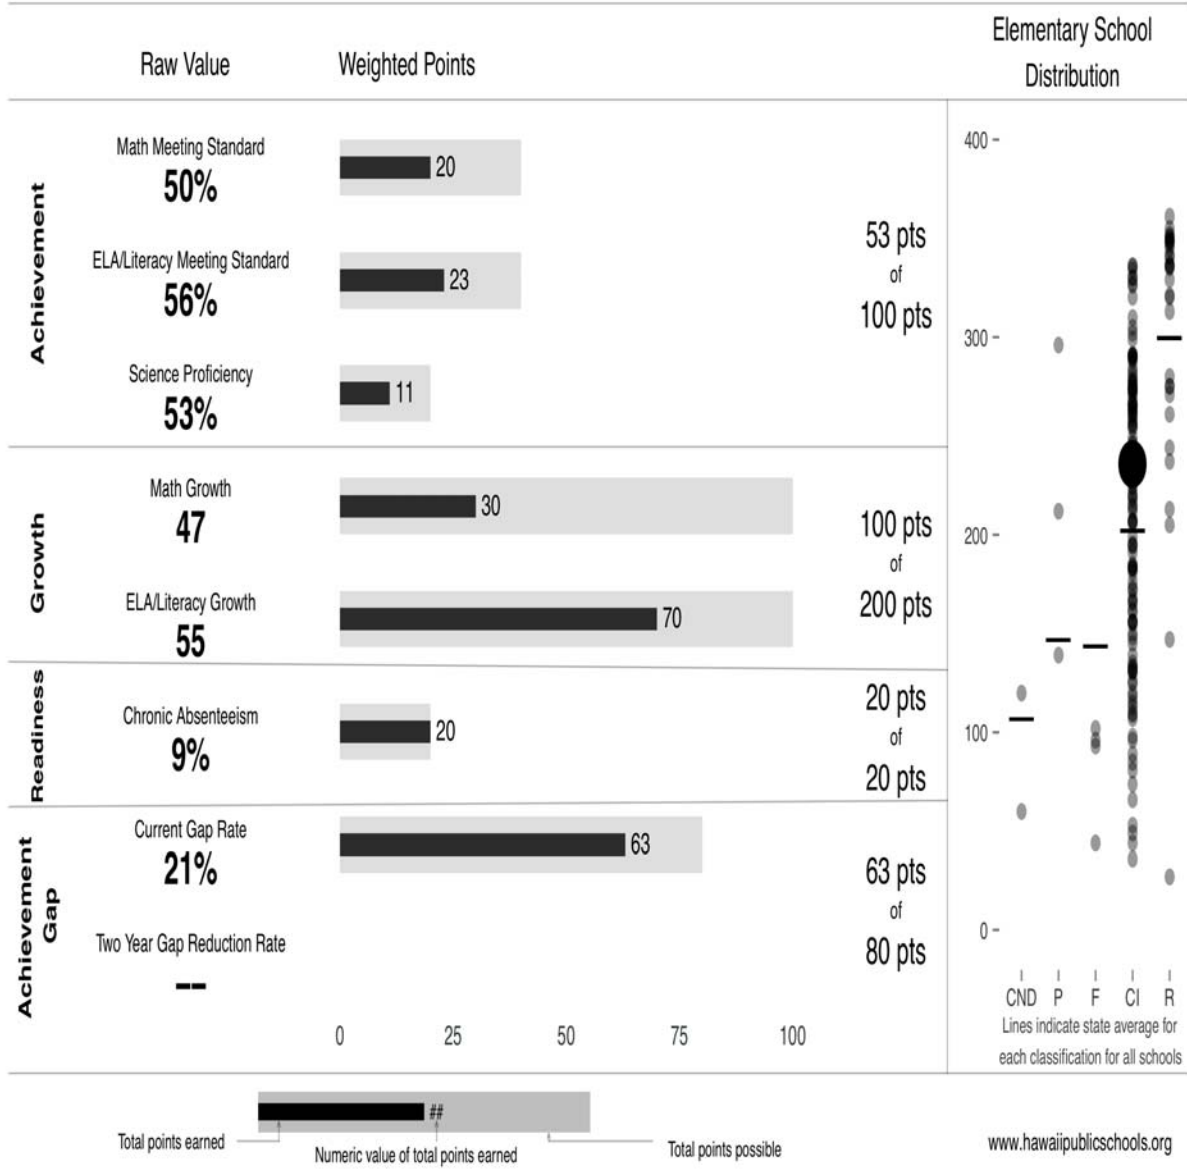 Raw Value
Weighted Points
Elementary School
Distribution
Achievement
Math Meeting Standard
50%
20
ELA/Literacy Meeting Standard
56%
23
Science Proficiency
53%
11
53 pts
of
100 pts
Growth
Math Growth
47
30
ELA/Literacy Growth
55
70
100 pts
of
200 pts
Readiness
Chronic Absenteeism
9%
20
20 pts
of
20 pts
Achievement
Gap
Current Gap Rate
21%
63
Two Year Gap Reduction Rate
--
63 pts
of
80 pts
0 25 50 75 100
400
300
200
100
0
CND P F CI R
Lines indicate state average for
each classification for all schools
##
Total points earned
Numeric value of total points earned
Total points possible
www.hawaiipublicschools.org